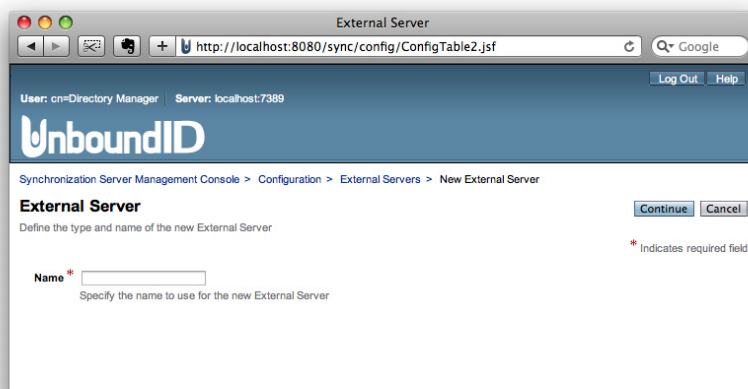 External Server
http://localhost:8080/sync/config/ConfigTable2.jsf
Google
Log Out Help
User: cn=Directory Manager Server: localhost:7389
UnboundID
Synchronization Server Management Console > Configuration > External Servers > New External Server
External Server
Continue Cancel
Define the type and name of the new External Server
* Indicates required field
Name *
Specify the name to use for the new External Server